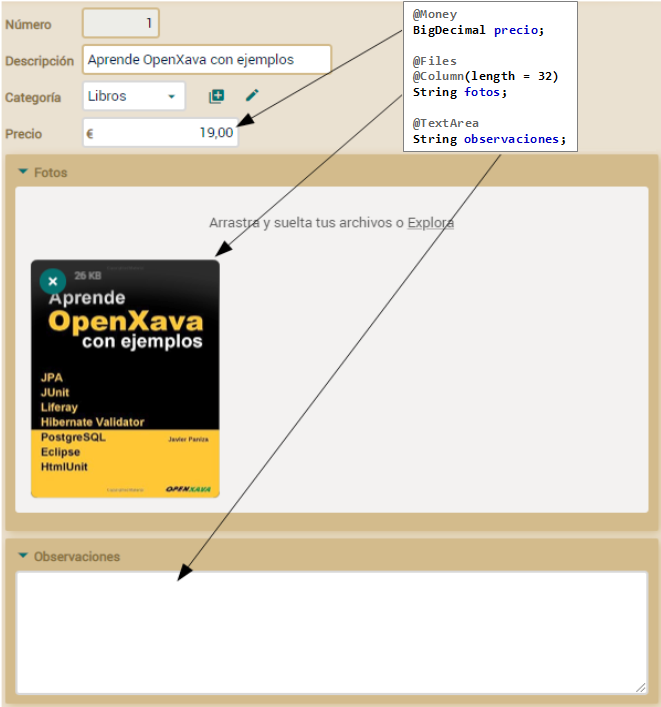 Número 1
Descripción Aprende OpenXava con ejemplos
Categoría Libros
Precio € 19,00
@Money
BigDecimal precio;
@Files
@Column(length = 32)
String fotos;
@TextArea
String observaciones;
Fotos
Arrastra y suelta tus archivos o Explora
26 KB
Aprende
OpenXava
con ejemplos
JPA
JUnit
Liferay
Hibernate Validator
PostgreSQL Javier Paniza
Eclipse
HtmlUnit
OPENXAVA
Observaciones